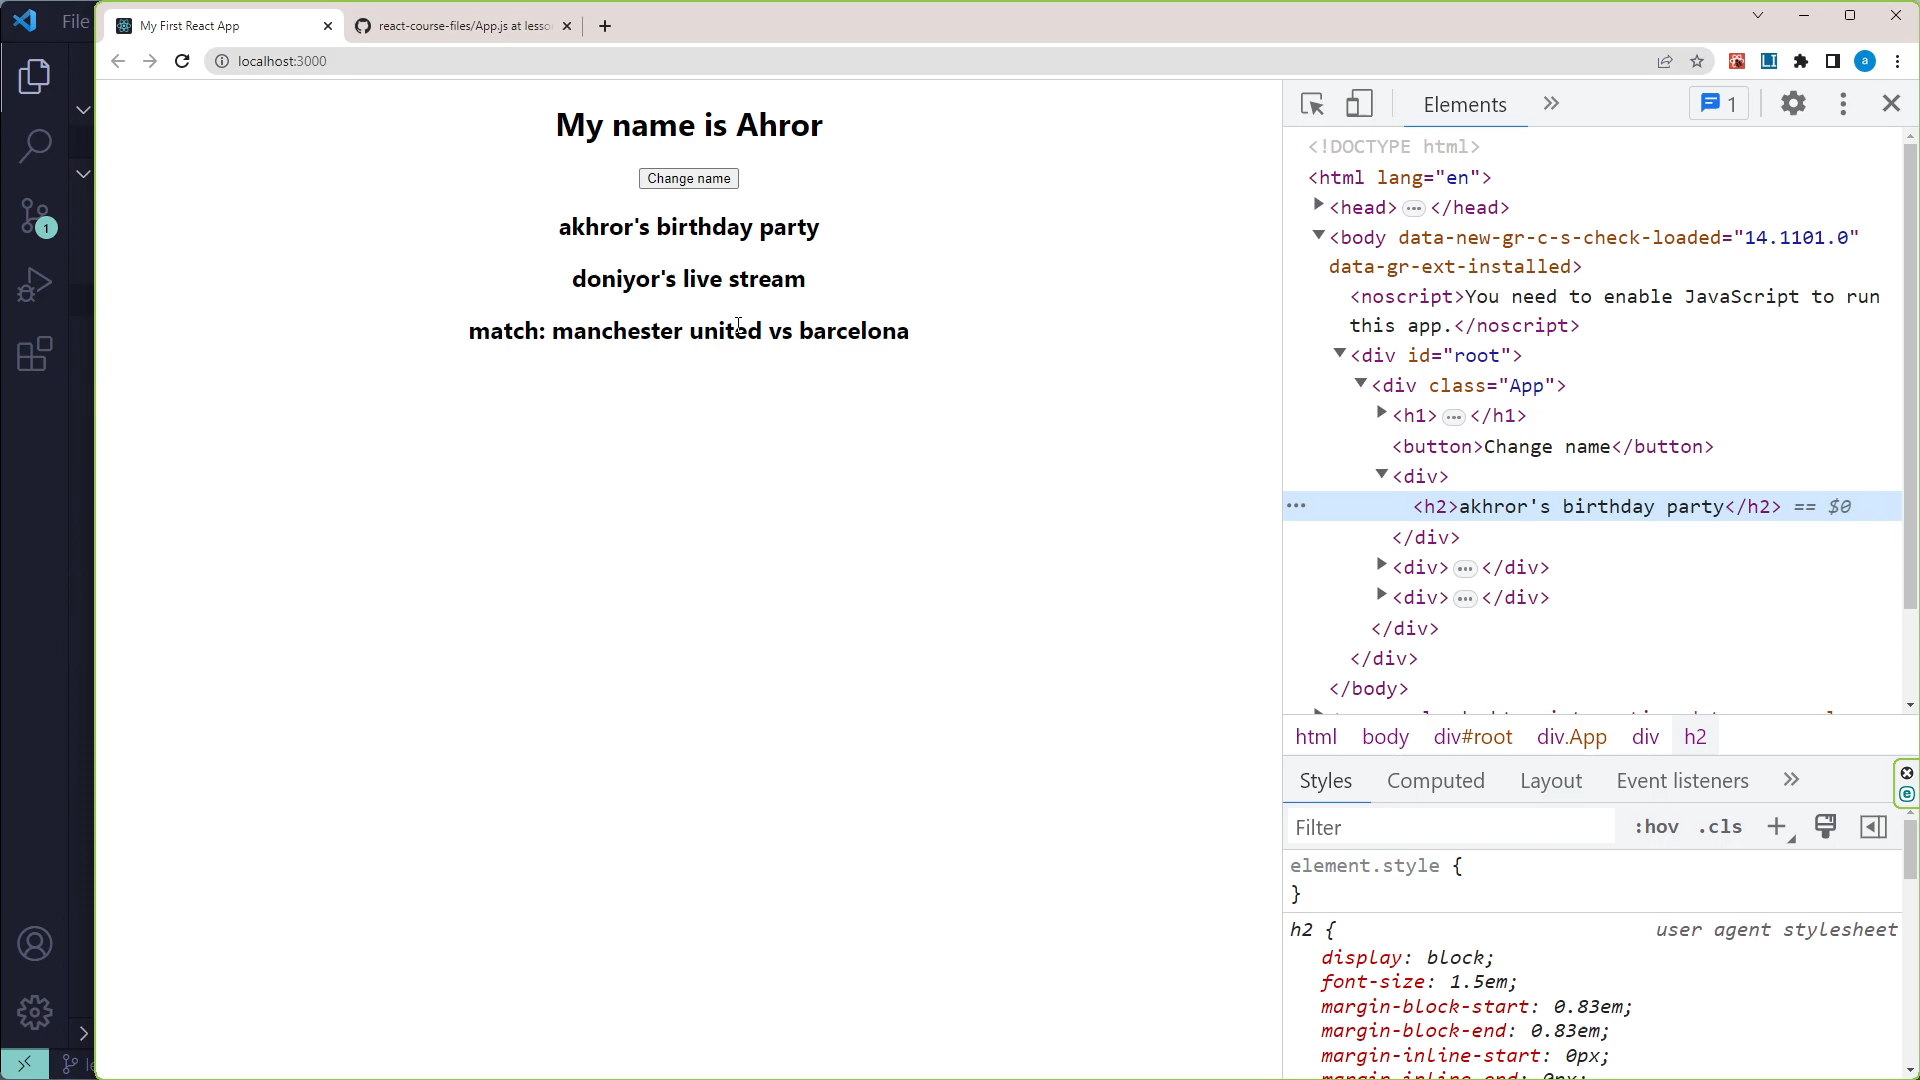 File
My First React App
react-course-files/App.js at lesso
localhost:3000
a
My name is Ahror
Change name
akhror's birthday party
doniyor's live stream
match: manchester united vs barcelona
1
Elements
1
<!DOCTYPE html>
<html lang="en">
<head> ••• </head>
<body data-new-gr-c-s-check-loaded="14.1101.0"
data-gr-ext-installed>
<noscript>You need to enable JavaScript to run
this app.</noscript>
<div id="root">
<div class="App">
<h1> ••• </h1>
<button>Change name</button>
<div>
<h2>akhror's birthday party</h2> == $0
</div>
<div> ••• </div>
<div> ••• </div>
</div>
</div>
</body>
html body div#root div.App div h2
Styles Computed Layout Event listeners
Filter :hov .cls
element.style {
}
h2 { user agent stylesheet
display: block;
font-size: 1.5em;
margin-block-start: 0.83em;
margin-block-end: 0.83em;
margin-inline-start: 0px;
margin-inline-end: 0px;